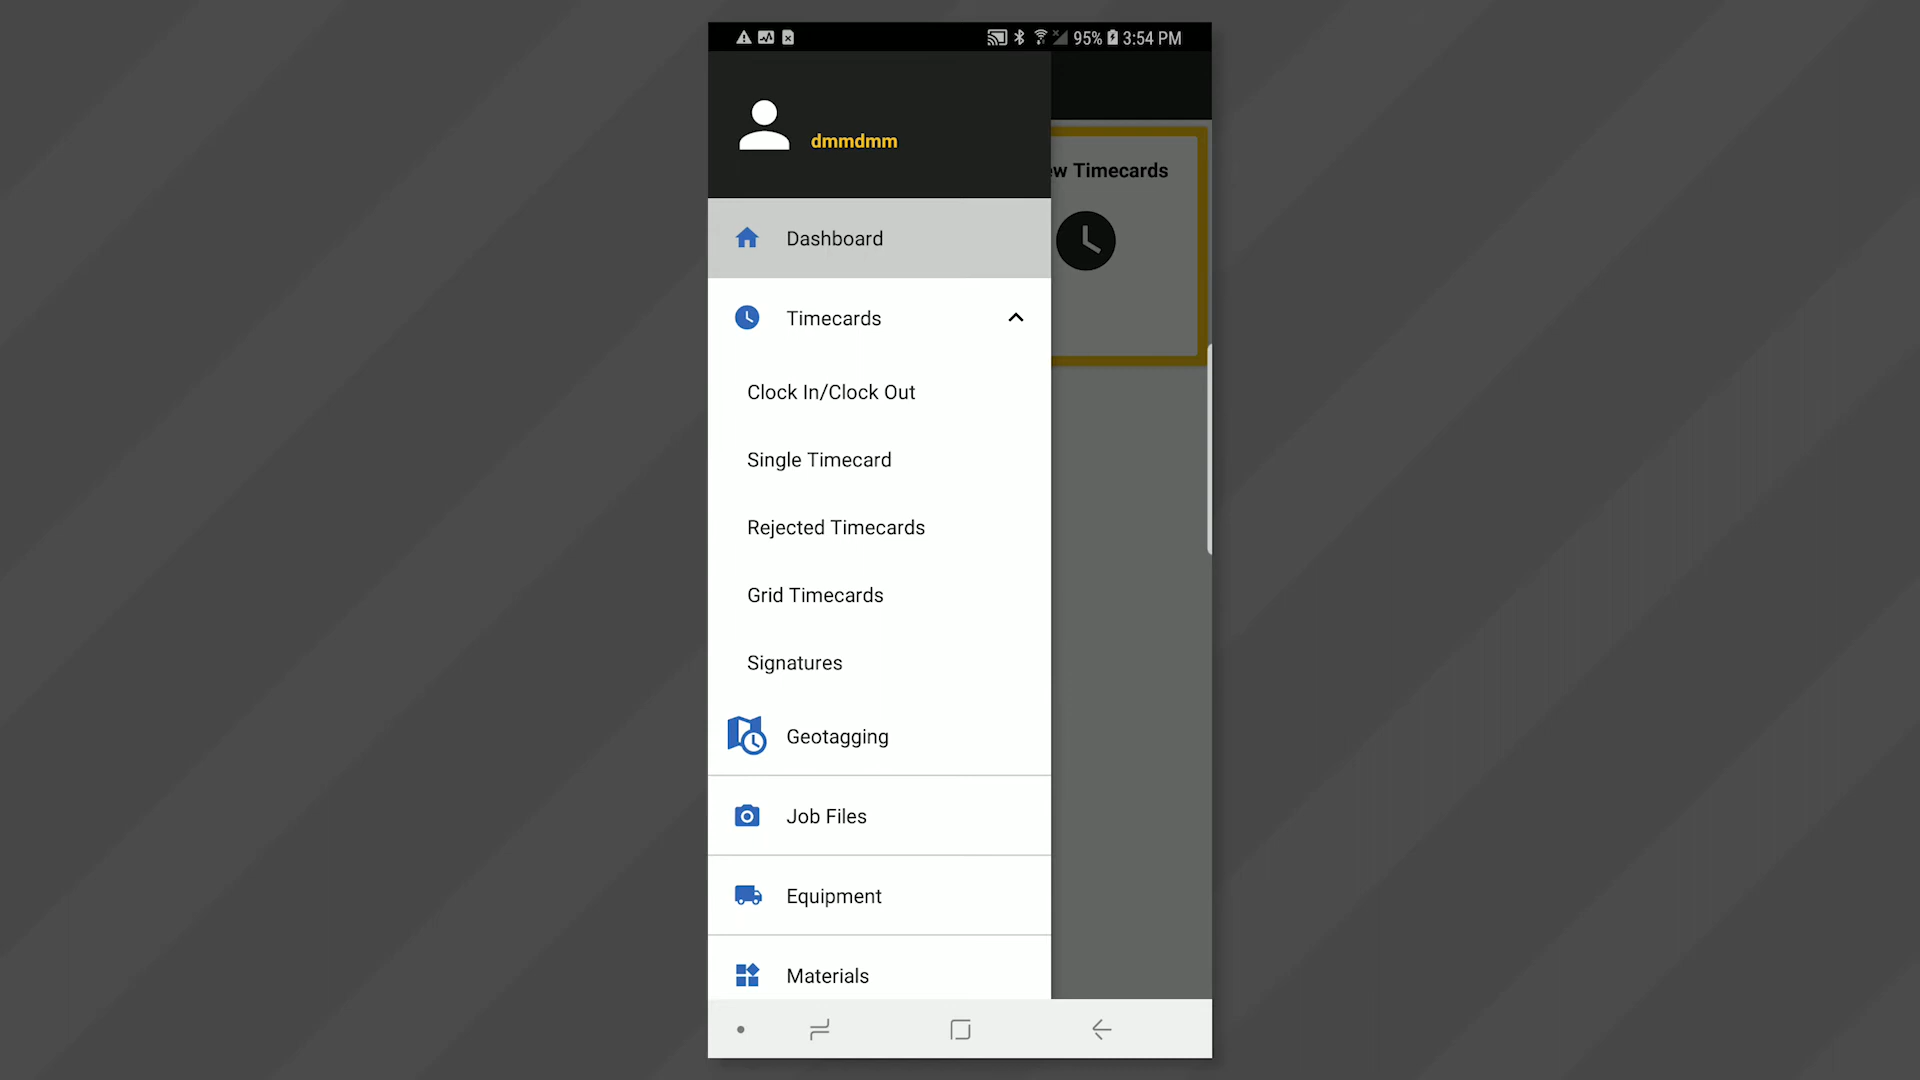 95% 3:54 PM
dmmdmm
w Timecards
Dashboard
Timecards
Clock In/Clock Out
Single Timecard
Rejected Timecards
Grid Timecards
Signatures
Geotagging
Job Files
Equipment
Materials